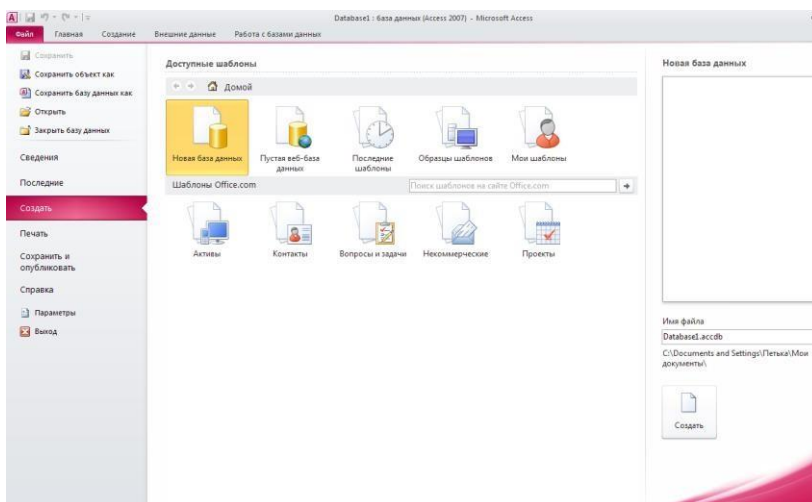 Database1 : база данных (Access 2007) - Microsoft Access
Файл Главная Создание Внешние данные Работа с базами данных
Сохранить
Сохранить объект как
Сохранить базу данных как
Открыть
Закрыть базу данных
Сведения
Последние
Создать
Печать
Сохранить и
опубликовать
Справка
Параметры
Выход
Доступные шаблоны
Домой
Новая база данных
Пустая веб-база
данных
Последние
шаблоны
Образцы шаблонов
Мои шаблоны
Шаблоны Office.com
Поиск шаблонов на сайте Office.com
Активы
Контакты
Вопросы и задачи
Некоммерческие
Проекты
Новая база данных
Имя файла
Database1.accdb
C:\Documents and Settings\Петька\Мои
документы\
Создать